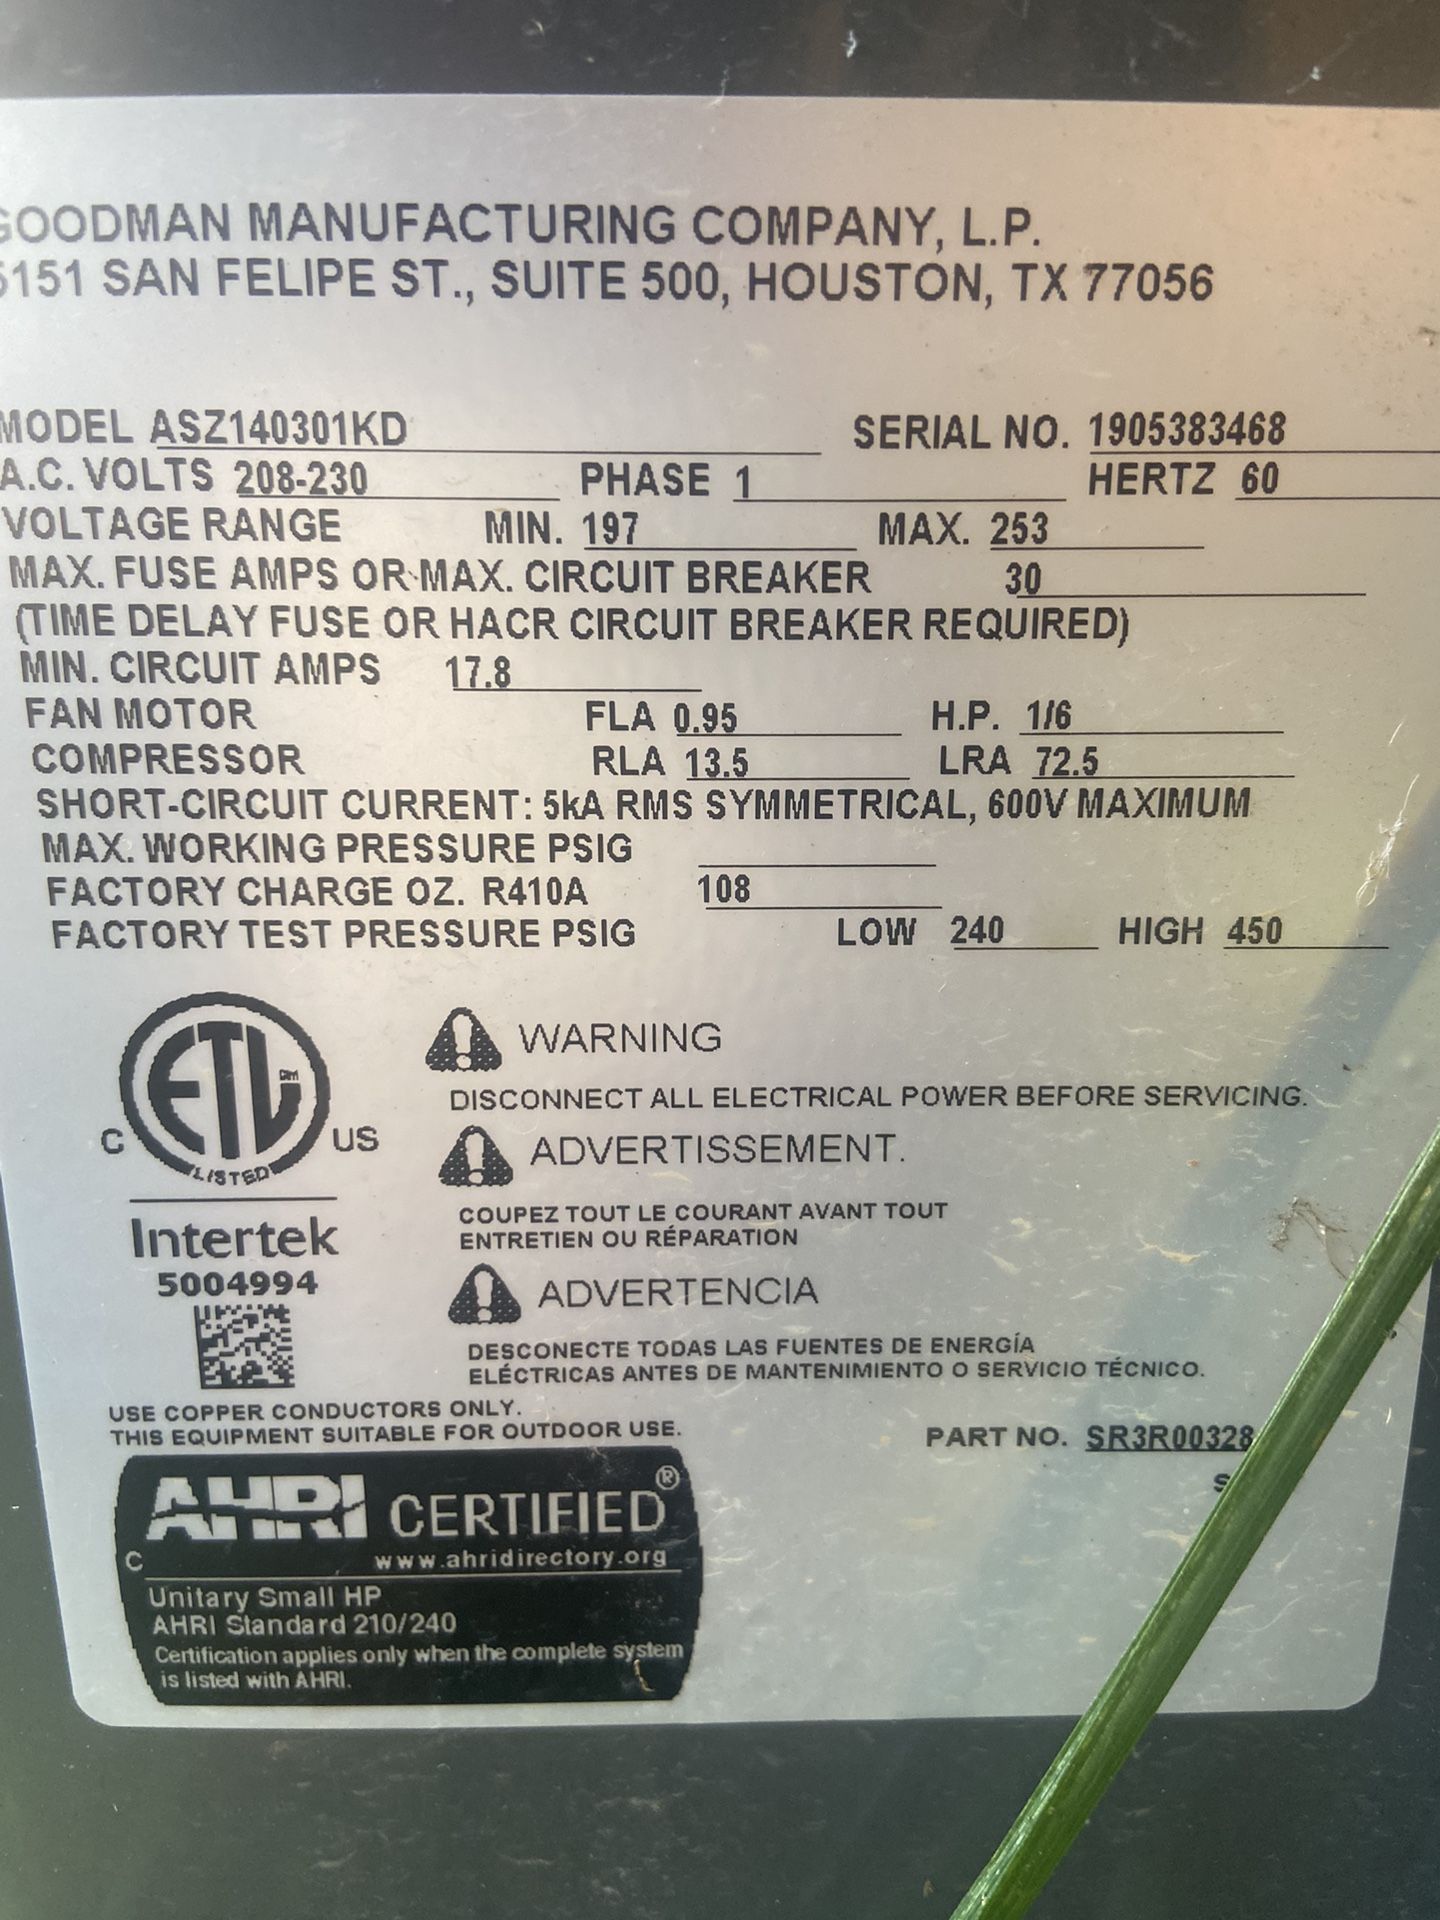 GOODMAN MANUFACTURING COMPANY, L.P.
5151 SAN FELIPE ST., SUITE 500, HOUSTON, TX 77056
MODEL ASZ140301KD SERIAL NO. 1905383468
A.C. VOLTS 208-230 PHASE 1 HERTZ 60
VOLTAGE RANGE MIN. 197 MAX. 253
MAX. FUSE AMPS OR MAX. CIRCUIT BREAKER 30
(TIME DELAY FUSE OR HACR CIRCUIT BREAKER REQUIRED)
MIN. CIRCUIT AMPS 17.8
FAN MOTOR FLA 0.95 H.P. 1/6
COMPRESSOR RLA 13.5 LRA 72.5
SHORT-CIRCUIT CURRENT: 5kA RMS SYMMETRICAL, 600V MAXIMUM
MAX. WORKING PRESSURE PSIG
FACTORY CHARGE OZ. R410A 108
FACTORY TEST PRESSURE PSIG LOW 240 HIGH 450
ETL CM
LISTED
C US
Intertek
5004994
WARNING
DISCONNECT ALL ELECTRICAL POWER BEFORE SERVICING.
ADVERTISSEMENT.
COUPEZ TOUT LE COURANT AVANT TOUT
ENTRETIEN OU RÉPARATION
ADVERTENCIA
DESCONECTE TODAS LAS FUENTES DE ENERGÍA
ELÉCTRICAS ANTES DE MANTENIMIENTO O SERVICIO TÉCNICO.
USE COPPER CONDUCTORS ONLY.
THIS EQUIPMENT SUITABLE FOR OUTDOOR USE.
PART NO. SR3R00328
AHRI CERTIFIED®
C www.ahridirectory.org
Unitary Small HP
AHRI Standard 210/240
Certification applies only when the complete system
is listed with AHRI.